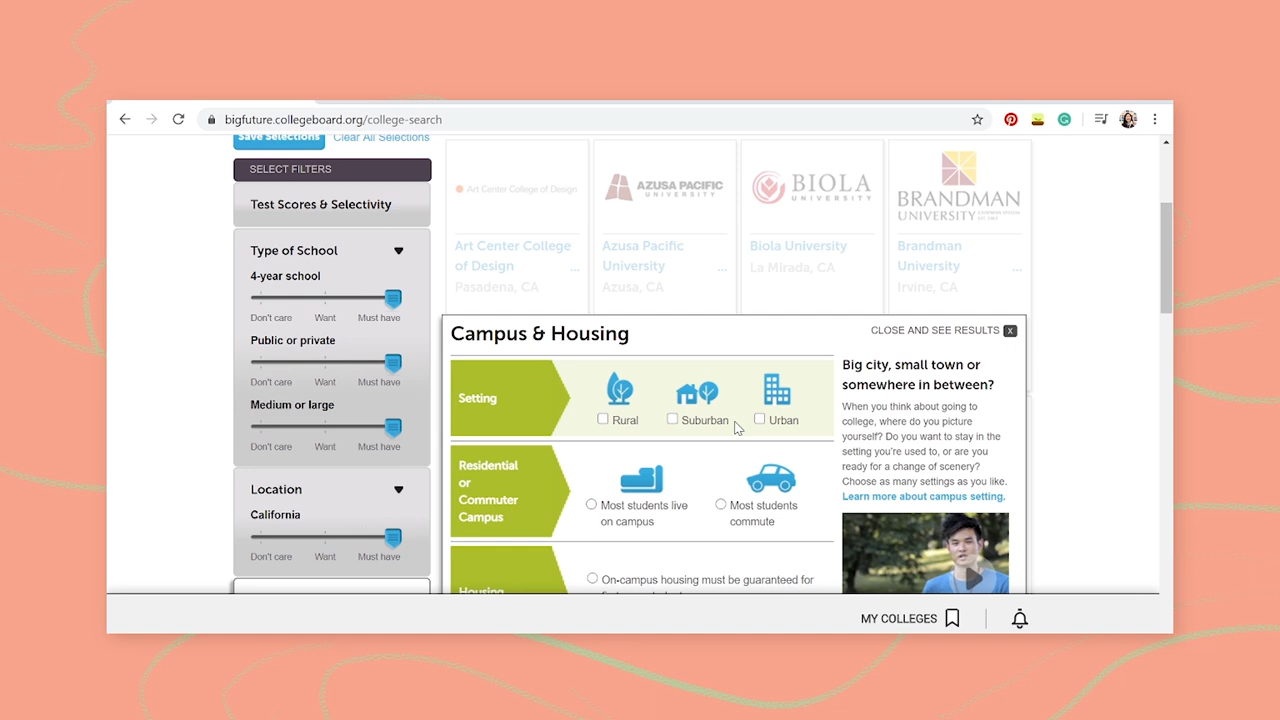 bigfuture.collegeboard.org/college-search
Save Selections
Clear All Selections
SELECT FILTERS
Test Scores & Selectivity
Type of School
4-year school
Don't care Want Must have
Public or private
Don't care Want Must have
Medium or large
Don't care Want Must have
Location
California
Don't care Want Must have
Art Center College of Design
Art Center College
of Design
...
Pasadena, CA
AZUSA PACIFIC
UNIVERSITY
Azusa Pacific
University
...
Azusa, CA
BIOLA
UNIVERSITY
Biola University
La Mirada, CA
BRANDMAN
UNIVERSITY
Brandman
University
...
Irvine, CA
Campus & Housing
CLOSE AND SEE RESULTS X
Setting
Rural
Suburban
Urban
Residential
or
Commuter
Campus
Most students live
on campus
Most students
commute
Housing
On-campus housing must be guaranteed for
Big city, small town or
somewhere in between?
When you think about going to
college, where do you picture
yourself? Do you want to stay in the
setting you're used to, or are you
ready for a change of scenery?
Choose as many settings as you like.
Learn more about campus setting.
MY COLLEGES